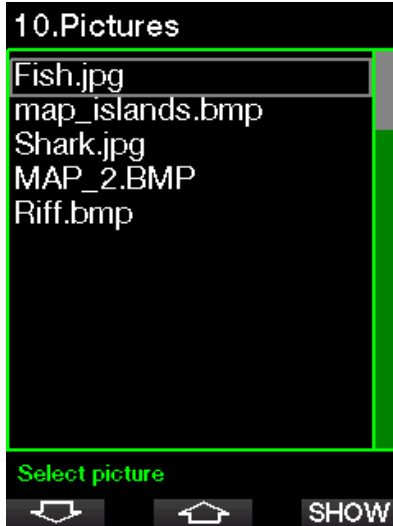 10.Pictures
Fish.jpg
map_islands.bmp
Shark.jpg
MAP_2.BMP
Riff.bmp
Select picture
SHOW